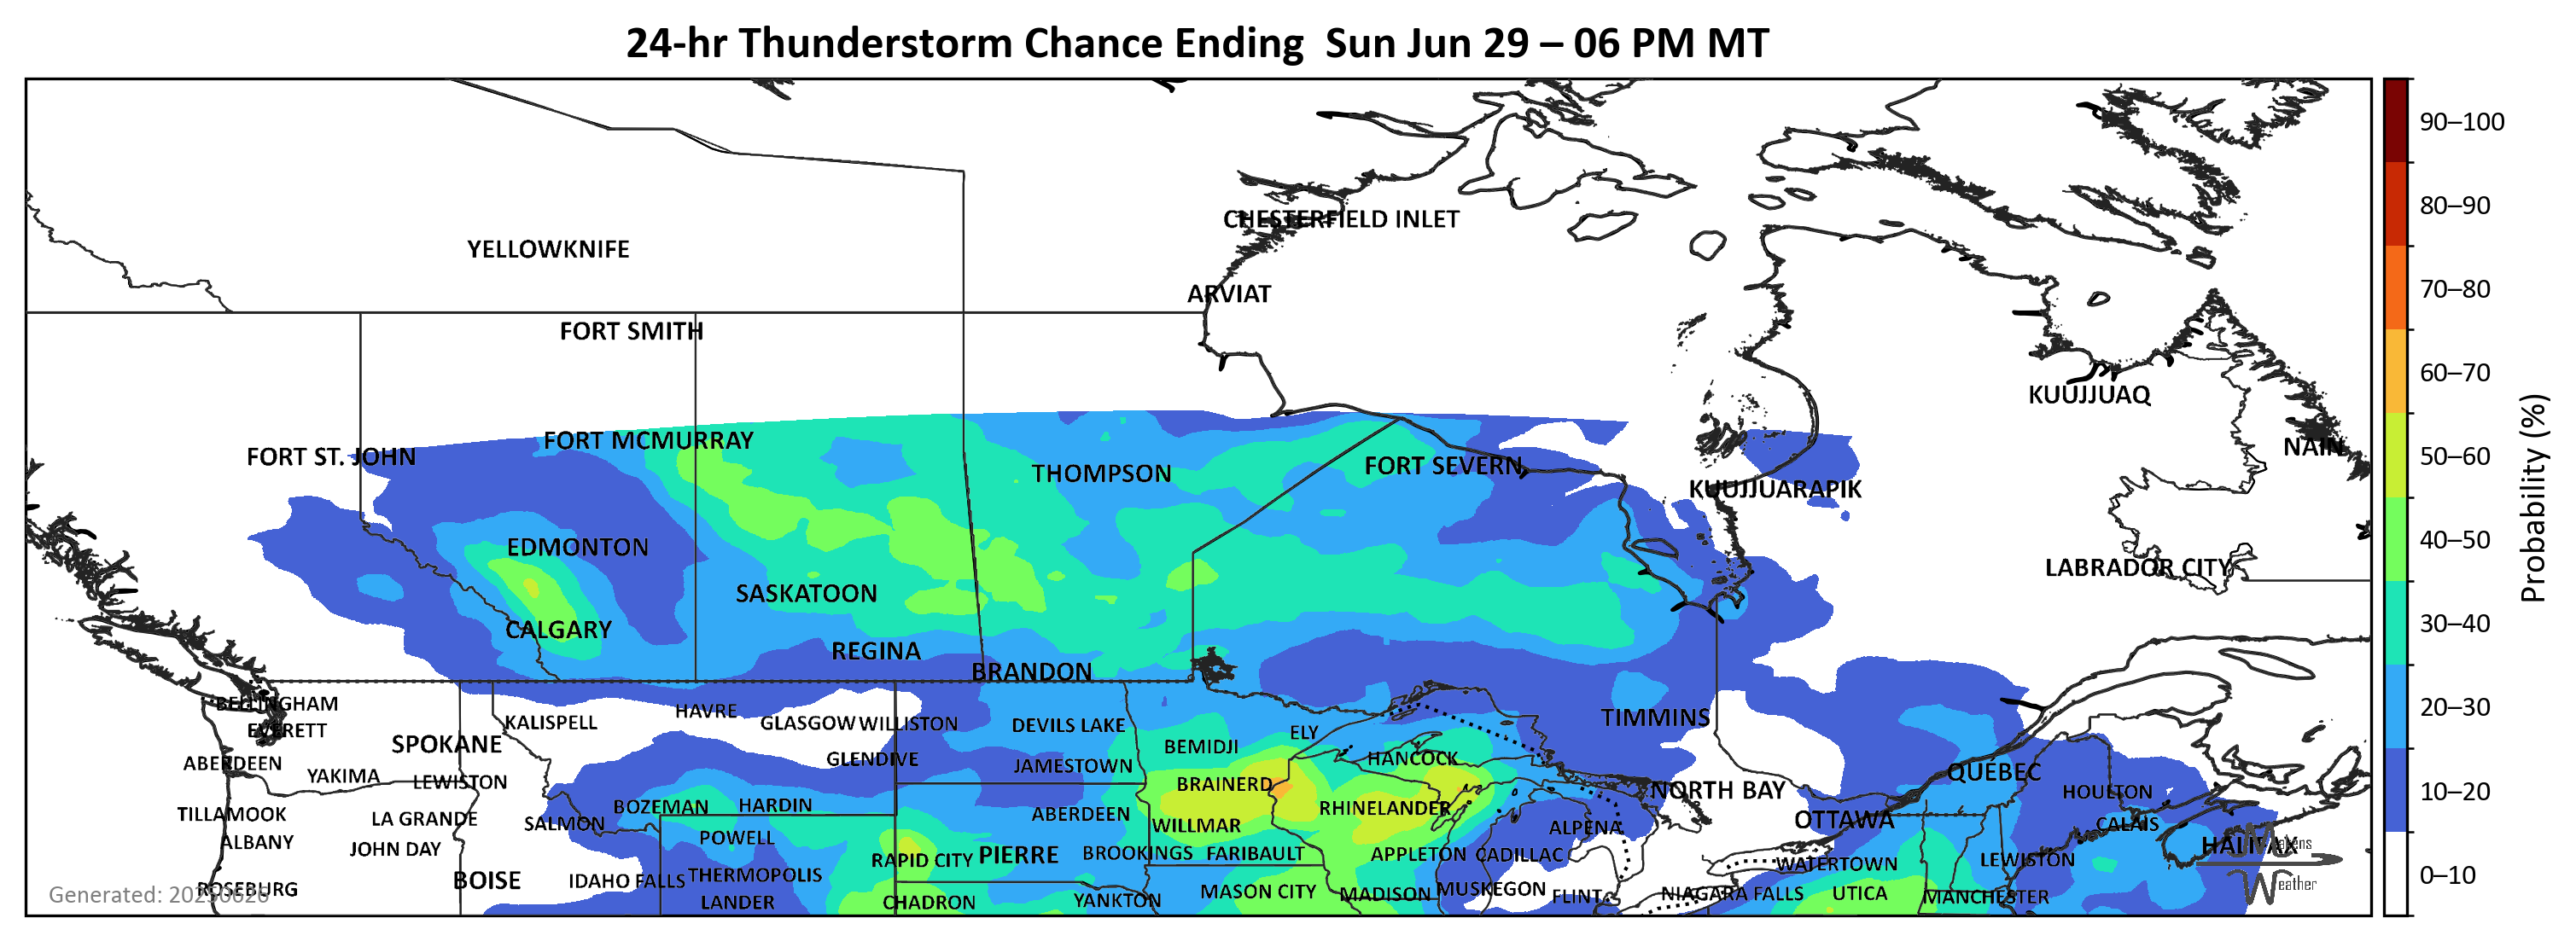 24-hr Thunderstorm Chance Ending  Sun Jun 29 – 06 PM MT
90–100
80–90
CHESTERFIELD INLET
YELLOWKNIFE
70–80
ARVIAT
FORT SMITH
60–70
KUUJJUAQ
FORT MCMURRAY
NAIN
50–60
FORT ST. JOHN
THOMPSON
FORT SEVERN
KUUJJUARAPIK
Probability (%)
EDMONTON
40–50
LABRADOR CITY
SASKATOON
CALGARY
30–40
REGINA
BRANDON
BELLINGHAM
HAVRE
20–30
KALISPELL
GLASGOW WILLISTON
DEVILS LAKE
TIMMINS
EVERETT
ELY
SPOKANE
BEMIDJI
ABERDEEN
GLENDIVE
JAMESTOWN
HANCOCK
QUÉBEC
YAKIMA
LEWISTON
BRAINERD
NORTH BAY
HOULTON
10–20
BOZEMAN
HARDIN
RHINELANDER
TILLAMOOK
LA GRANDE
SALMON
ABERDEEN
WILLMAR
ALPENA
OTTAWA
CALAIS
ALBANY
JOHN DAY
POWELL
RAPID CITY
PIERRE
BROOKINGS
FARIBAULT
APPLETON
CADILLAC
WATERTOWN
LEWISTON
HALIFAX
0–10
BOISE
IDAHO FALLS
THERMOPOLIS
ROSEBURG
MASON CITY
MADISON
MUSKEGON
FLINT
NIAGARA FALLS
UTICA
MANCHESTER
LANDER
CHADRON
YANKTON
Weather
Generated: 20250626